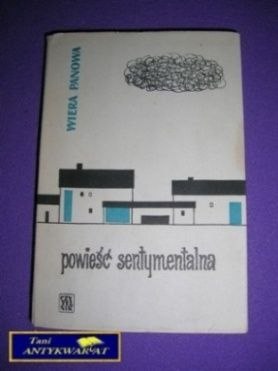 WIERA PANOWA
powieść sentymentalna
Tani
ANTYKWARIAT